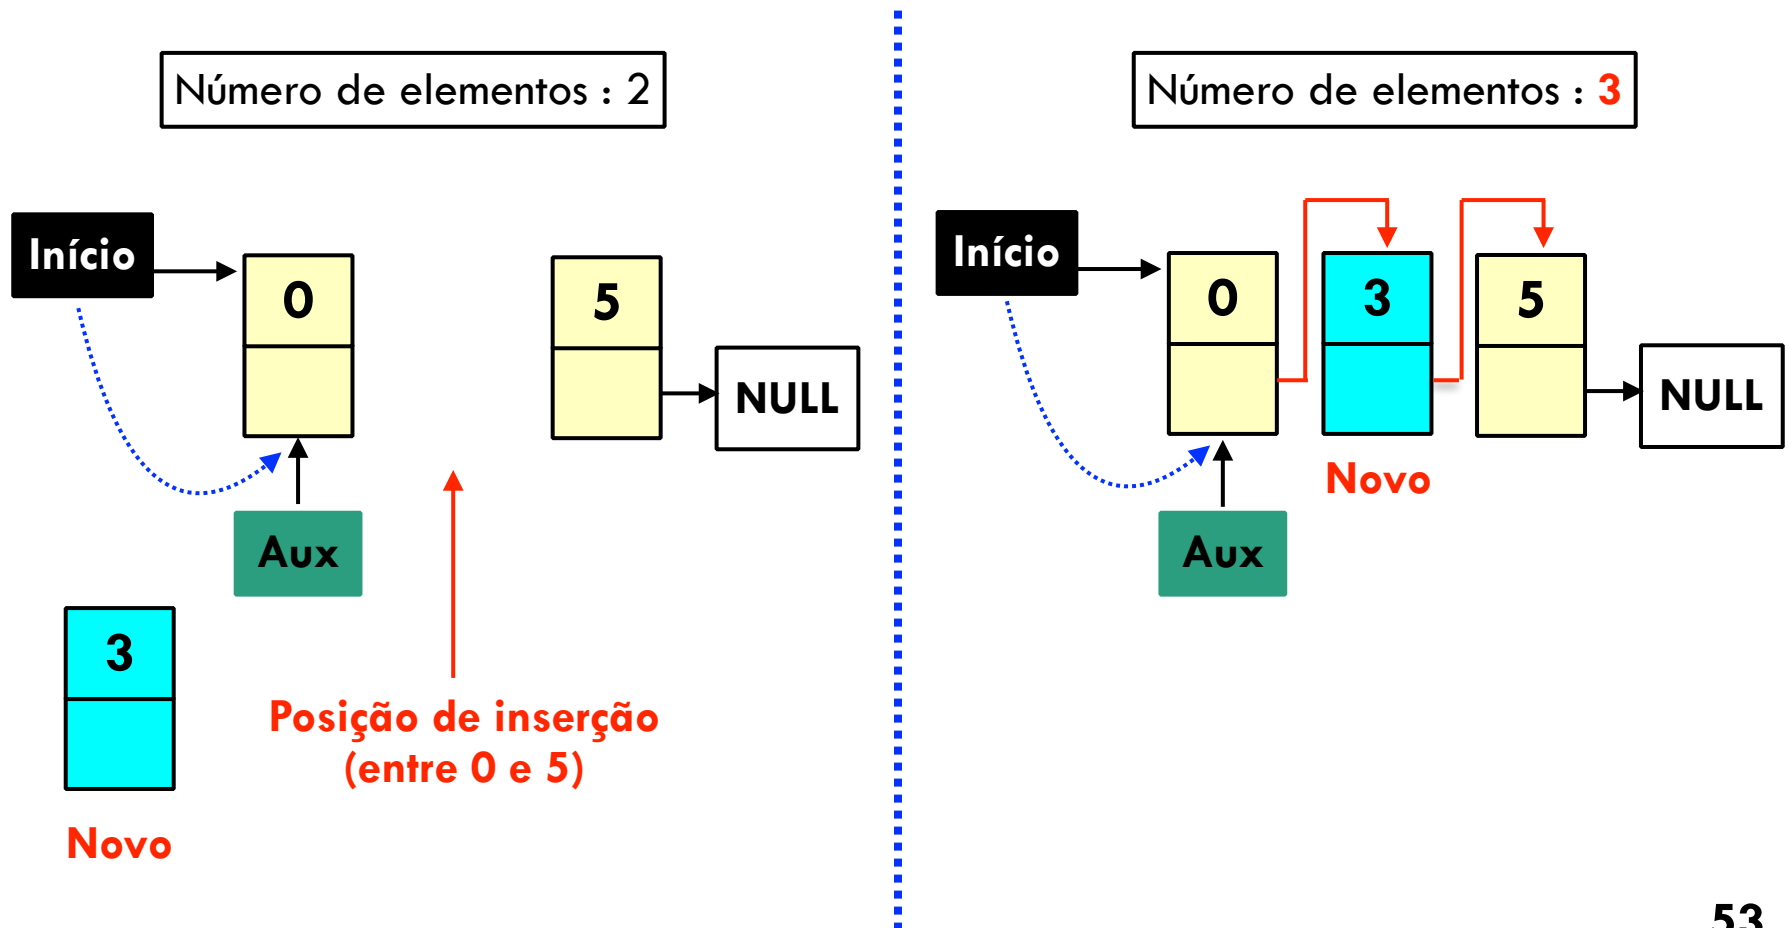 Número de elementos : 2
Início
0
5
NULL
Aux
3
Posição de inserção
(entre 0 e 5)
Novo
Número de elementos : 3
Início
0
3
5
NULL
Novo
Aux
53